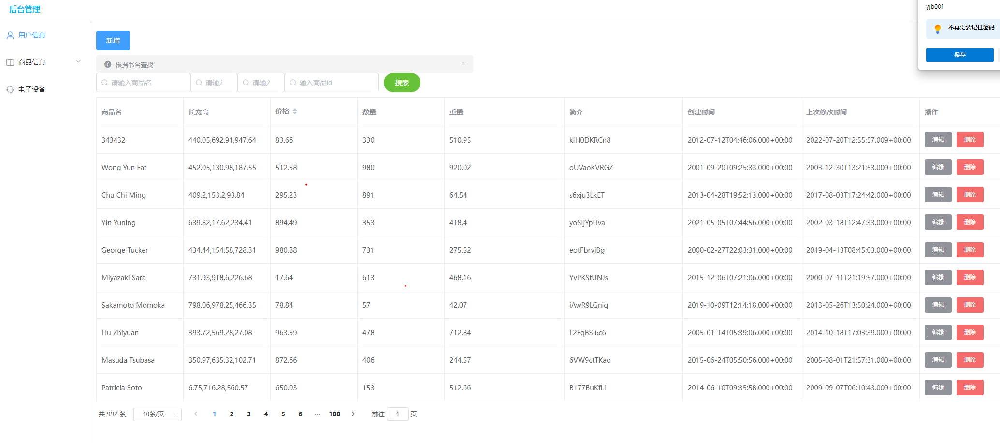 后台管理
yjb001
不再需要记住密码
保存
用户信息
商品信息
电子设备
新增
根据书名查找
请输入商品名 请输入 请输入 输入商品id 搜索
商品名 长宽高 价格 数量 重量 简介 创建时间 上次修改时间 操作
343432 440.05,692.91,947.64 83.66 330 510.95 kIH0DKRCn8 2012-07-12T04:46:06.000+00:00 2022-07-20T12:55:57.009+00:00 编辑 删除
Wong Yun Fat 452.05,130.98,187.55 512.58 980 920.02 oUVaoKVRGZ 2001-09-20T09:25:33.000+00:00 2003-12-30T13:21:53.000+00:00 编辑 删除
Chu Chi Ming 409.2,153.2,93.84 295.23 891 64.54 s6xju3LkET 2013-04-28T19:52:13.000+00:00 2017-08-03T17:24:42.000+00:00 编辑 删除
Yin Yuning 639.82,17.62,234.41 894.49 353 418.4 yoSIjYpUva 2021-05-05T07:44:56.000+00:00 2002-03-18T12:47:33.000+00:00 编辑 删除
George Tucker 434.44,154.58,728.31 980.88 731 275.52 eotFbrvjBg 2000-02-27T22:03:31.000+00:00 2019-04-13T08:45:03.000+00:00 编辑 删除
Miyazaki Sara 731.93,918.6,226.68 17.64 613 468.16 YvPKSfUNJs 2015-12-06T07:21:06.000+00:00 2000-07-11T21:19:57.000+00:00 编辑 删除
Sakamoto Momoka 798.06,978.25,466.35 78.84 57 42.07 iAwR9LGniq 2019-10-09T12:14:18.000+00:00 2013-05-26T13:50:24.000+00:00 编辑 删除
Liu Zhiyuan 393.72,569.28,27.08 963.59 478 712.84 L2FqBSi6c6 2005-01-14T05:39:06.000+00:00 2014-10-18T17:03:39.000+00:00 编辑 删除
Masuda Tsubasa 350.97,635.32,102.71 872.66 406 244.57 6VW9ctTKao 2015-06-24T05:50:56.000+00:00 2005-08-01T21:57:31.000+00:00 编辑 删除
Patricia Soto 6.75,716.28,560.57 650.03 153 512.66 B177BuKfLi 2014-06-10T09:35:58.000+00:00 2009-09-07T06:10:43.000+00:00 编辑 删除
共 992 条 10条/页 1 2 3 4 5 6 ··· 100 前往 1 页